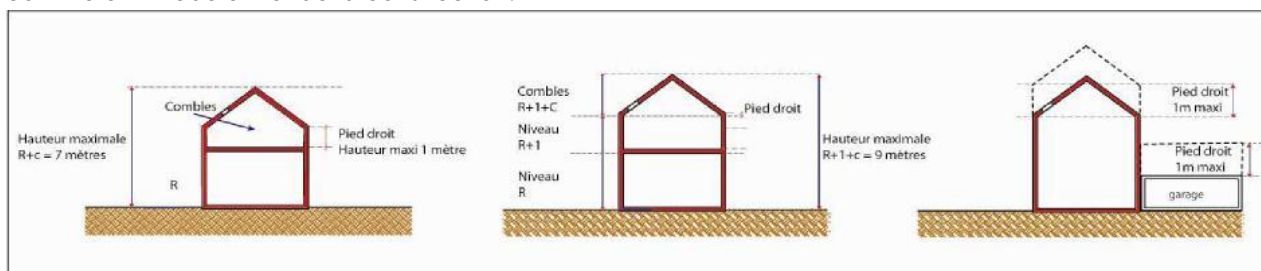 Combles
Hauteur maximale
R+c = 7 mètres
Pied droit
Hauteur maxi 1 mètre
R
Combles
R+1+C
Pied droit
Niveau
R+1
Hauteur maximale
R+1+c = 9 mètres
Niveau
R
Pied droit
1m maxi
Pied droit
1m maxi
garage